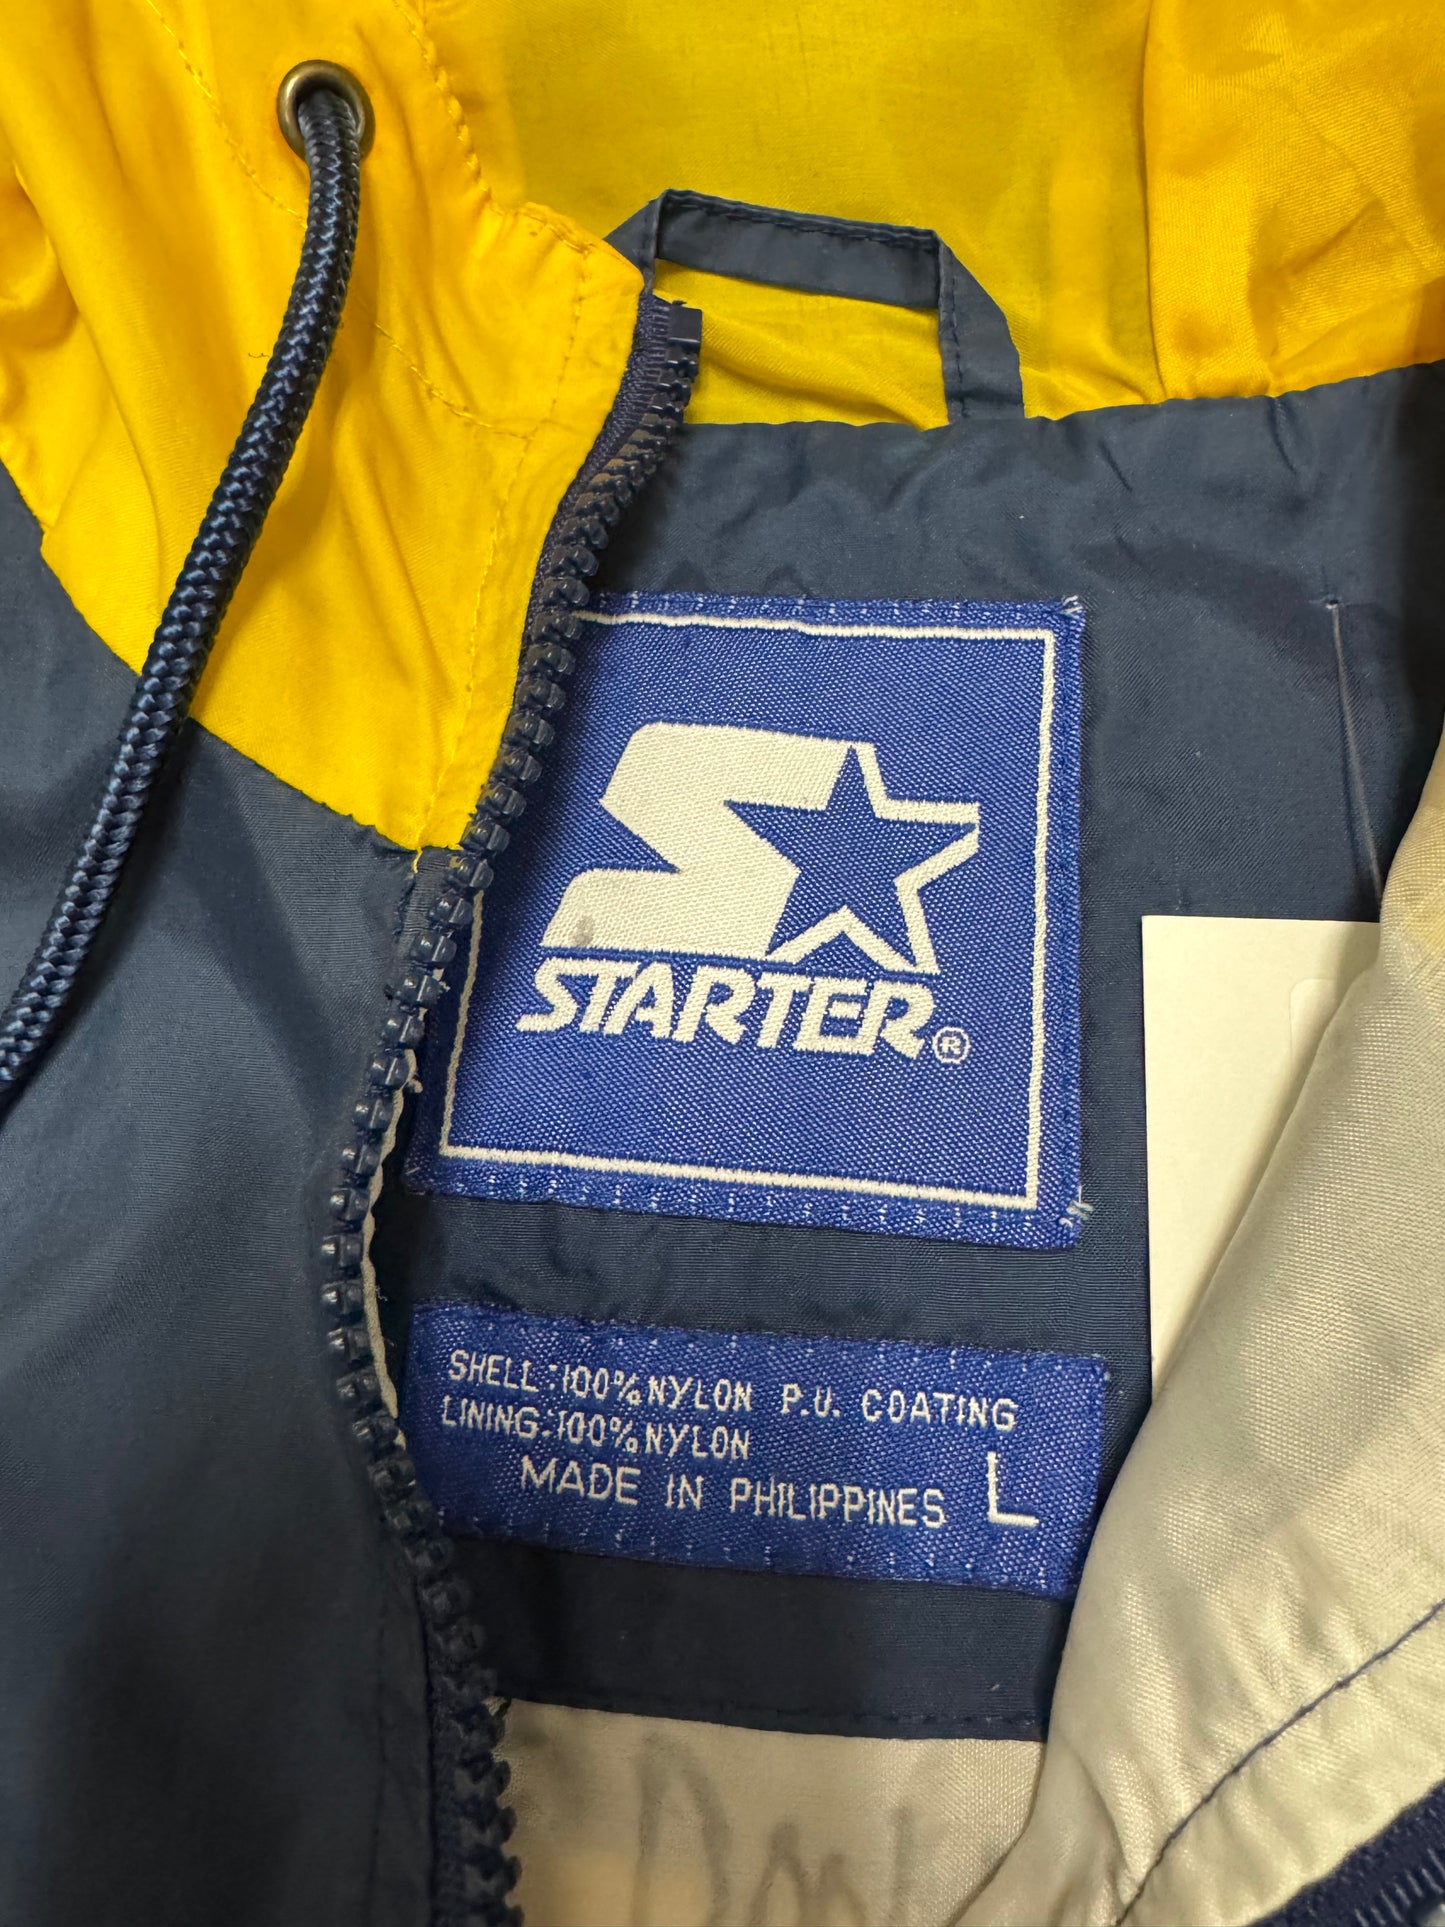 STARTER®
SHELL:100% NYLON P.U. COATING
LINING:100% NYLON
MADE IN PHILIPPINES L